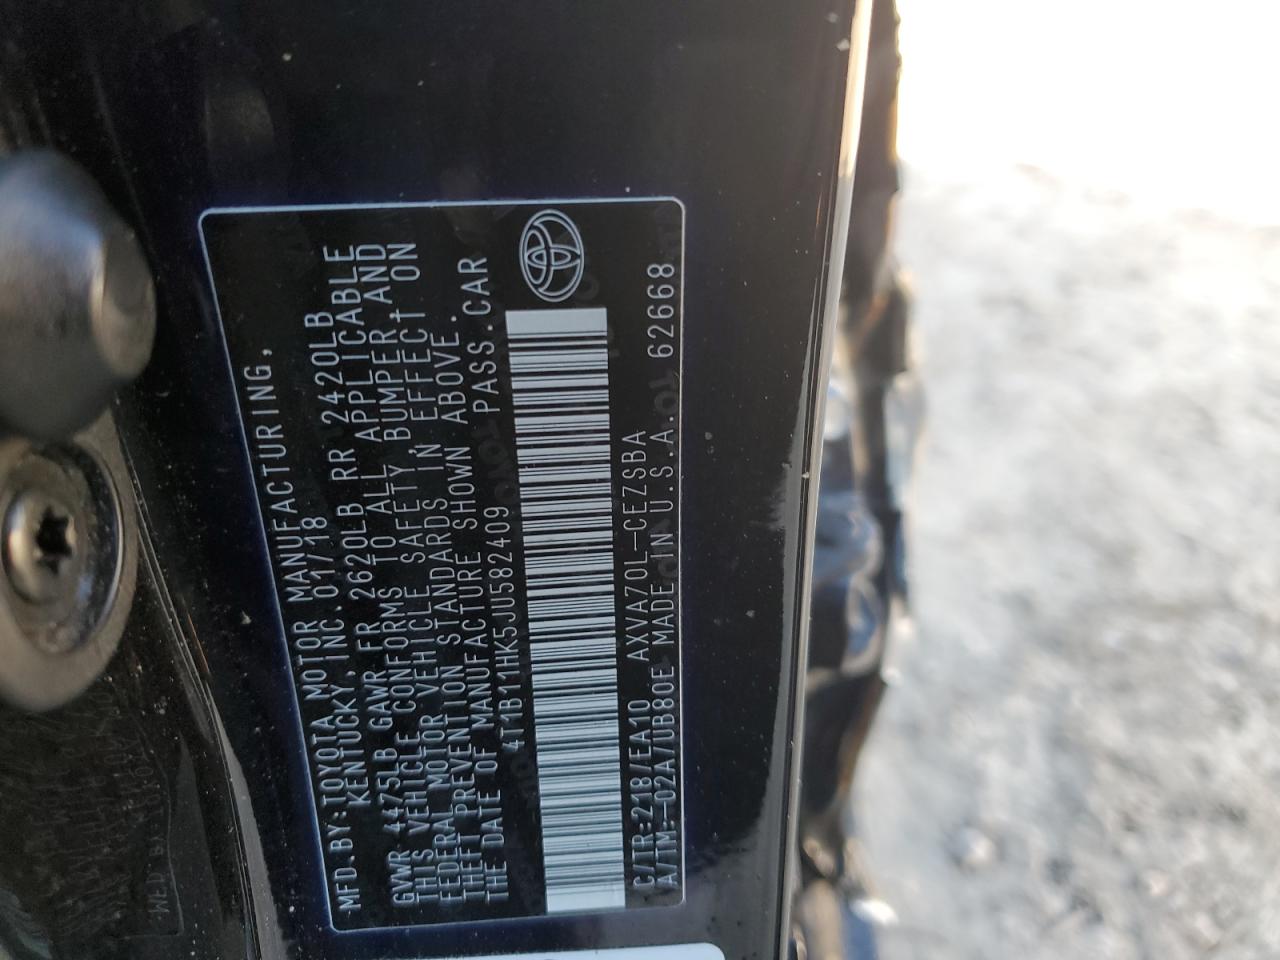 MFD.BY:TOYOTA MOTOR MANUFACTURING,
KENTUCKY,INC.01/18
GVWR 4475LB GAWR FR 2620LB RR 2420LB
THIS VEHICLE CONFORMS TO ALL APPLICABLE
FEDERAL MOTOR VEHICLE SAFETY,BUMPER,AND
THEFT PREVENTION STANDARDS IN EFFECT ON
THE DATE OF MANUFACTURE SHOWN ABOVE.
4T1B11HK5JU582409 PASS.CAR
C/TR:218/EA10 AXVA70L-CEZSBA
A/TM:-02A/UB80E MADE IN U.S.A. 62668